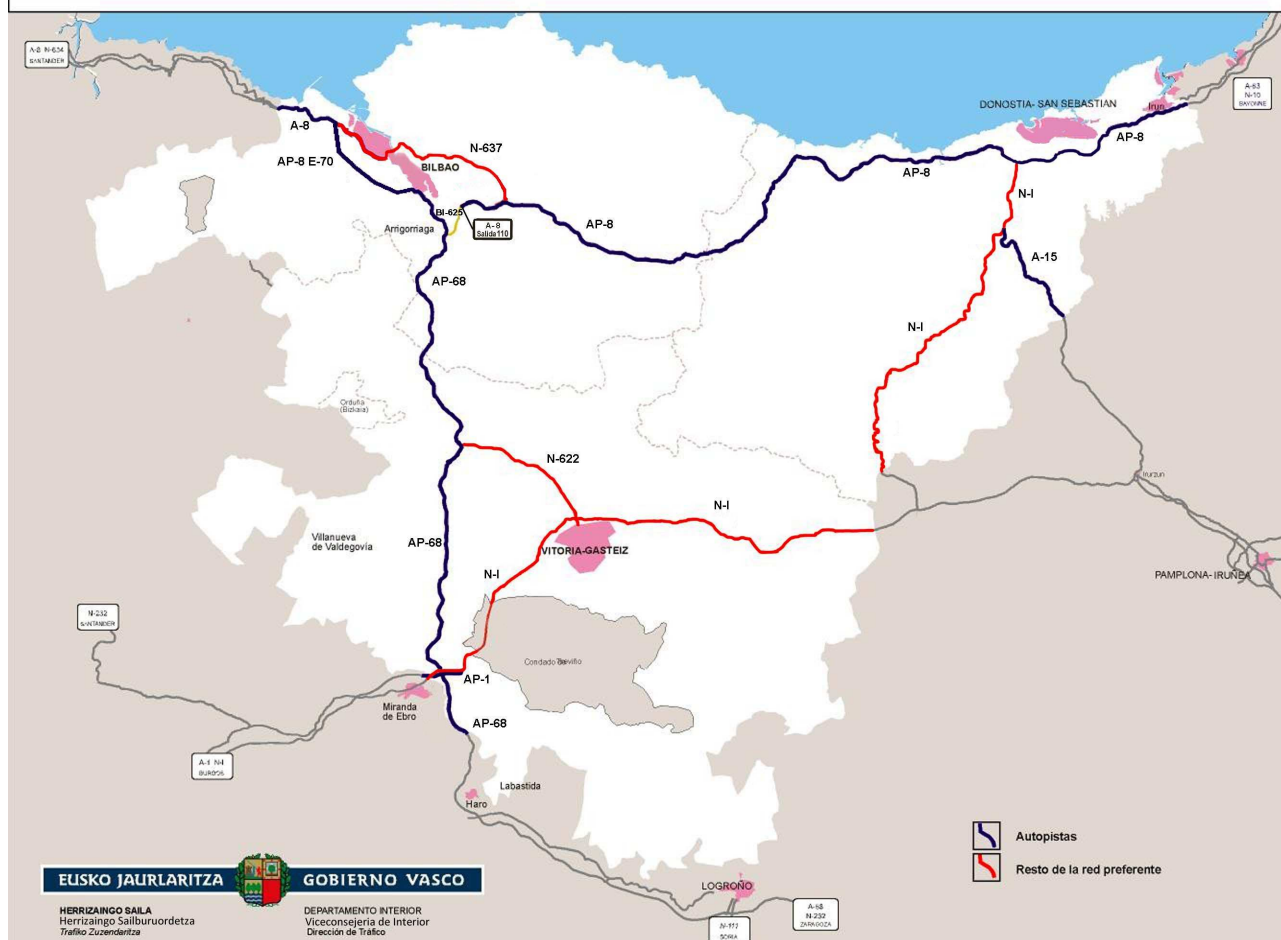 A-8 N-634
SANTANDER
A-63
N-10
BAYONNE
DONOSTIA- SAN SEBASTIAN
Irun
A-8
AP-8
N-637
AP-8 E-70
BILBAO
AP-8
N-I
BI-625
A-8
Salida110
AP-8
Arrigorriaga
A-15
AP-68
N-I
Orduña
(Bizkaia)
N-622
Irurzun
N-I
Villanueva
de Valdegovia
AP-68
VITORIA-GASTEIZ
PAMPLONA- IRUÑEA
N-I
N-232
SANTANDER
AP-1
Miranda
de Ebro
AP-68
A-1 N-I
BURGOS
Labastida
Haro
Autopistas
Resto de la red preferente
EUSKO JAURLARITZA
GOBIERNO VASCO
LOGROÑO
HERRIZAINGO SAILA
Herrizaingo Sailburuordetza
Trafiko Zuzendaritza
DEPARTAMENTO INTERIOR
Viceconsejeria de Interior
Dirección de Tráfico
N-111
SORIA
A-68
N-232
ZARAGOZA